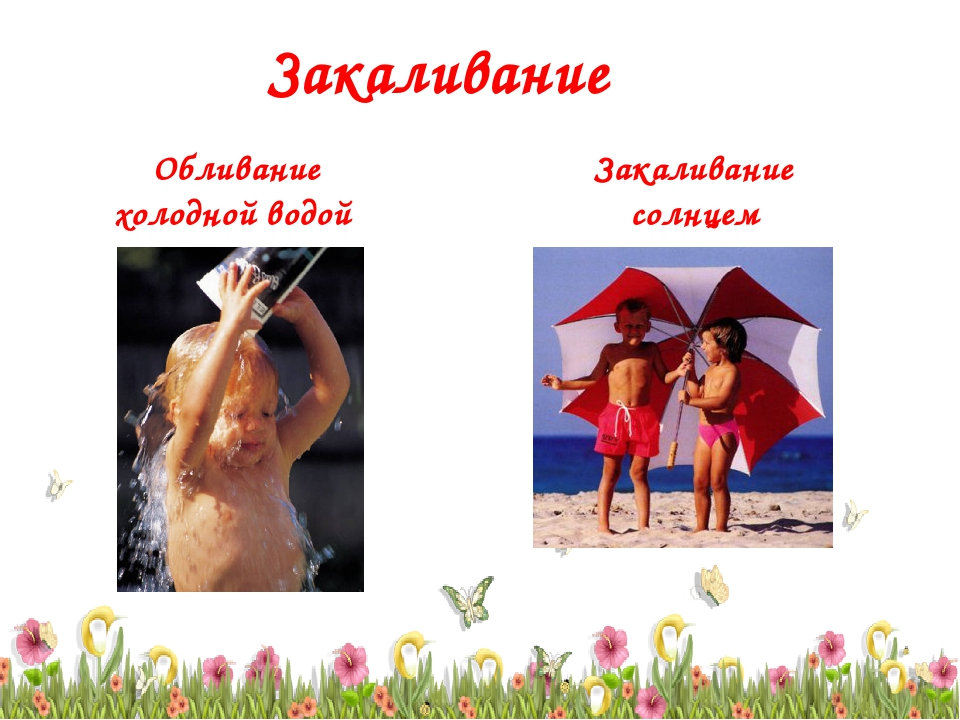 Закаливание
Обливание
холодной водой
Закаливание
солнцем